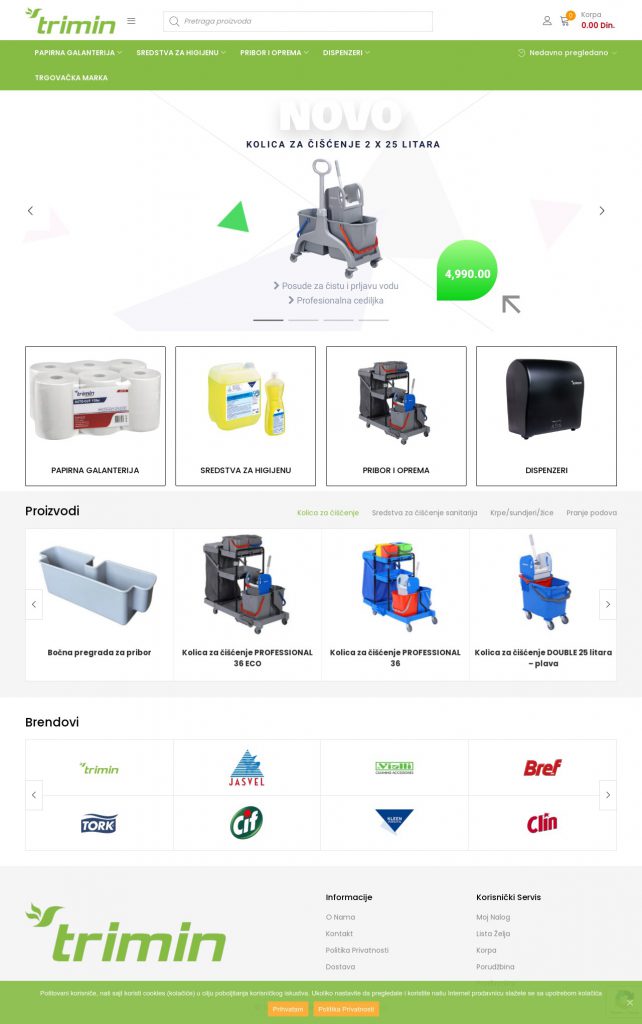 trimin
Pretraga proizvoda
0
Korpa
0.00 Din.
PAPIRNA GALANTERIJA
SREDSTVA ZA HIGIJENU
PRIBOR I OPREMA
DISPENZERI
Nedavno pregledano
TRGOVAČKA MARKA
NOVO
KOLICA ZA ČIŠĆENJE 2 X 25 LITARA
4,990.00
Posude za čistu i prljavu vodu
Profesionalna cediljka
trimin
PAPIRNA GALANTERIJA
SREDSTVA ZA HIGIJENU
PRIBOR I OPREMA
DISPENZERI
Proizvodi
Kolica za čišćenje
Sredstva za čišćenje sanitarija
Krpe/sundjeri/žice
Pranje podova
Bočna pregrada za pribor
Kolica za čišćenje PROFESSIONAL
36 ECO
Kolica za čišćenje PROFESSIONAL
36
Kolica za čišćenje DOUBLE 25 litara
– plava
Brendovi
trimin
JASVEL
Bref
TORK
Cif
KLEEN
Clin
trimin
Informacije
O Nama
Kontakt
Politika Privatnosti
Dostava
Korisnički Servis
Moj Nalog
Lista Želja
Korpa
Porudžbina
Poštovani korisniče, naš sajt koristi cookies (kolačiće) u cilju poboljšanja korisničkog iskustva. Ukoliko nastavite da pregledate i koristite našu Internet prodavnicu slažete se sa upotrebom kolačića
Prihvatam
Politika Privatnosti